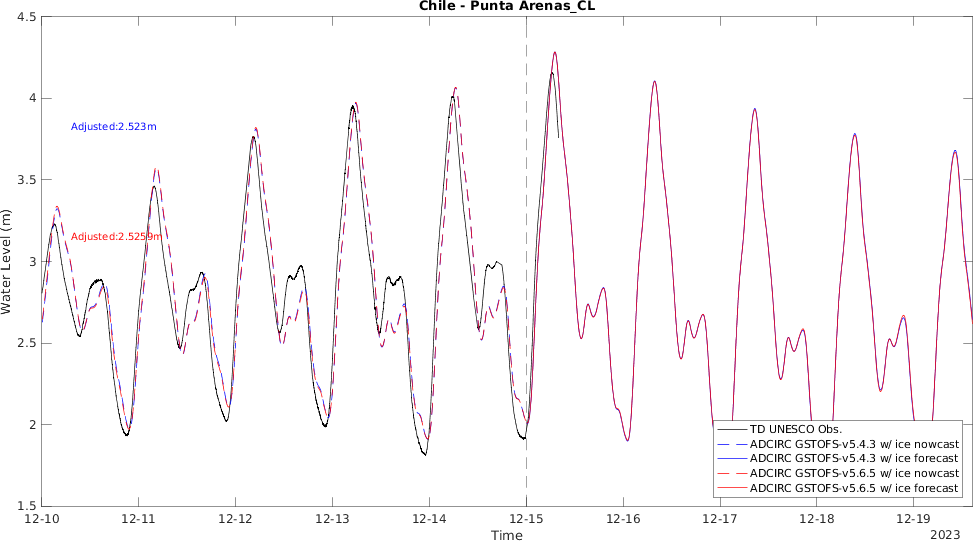 Chile - Punta Arenas_CL
4.5
4
3.5
3
2.5
2
1.5
Water Level (m)
Adjusted:2.523m
Adjusted:2.5259m
TD UNESCO Obs.
ADCIRC GSTOFS-v5.4.3 w/ ice nowcast
ADCIRC GSTOFS-v5.4.3 w/ ice forecast
ADCIRC GSTOFS-v5.6.5 w/ ice nowcast
ADCIRC GSTOFS-v5.6.5 w/ ice forecast
12-10 12-11 12-12 12-13 12-14 12-15 12-16 12-17 12-18 12-19
Time
2023